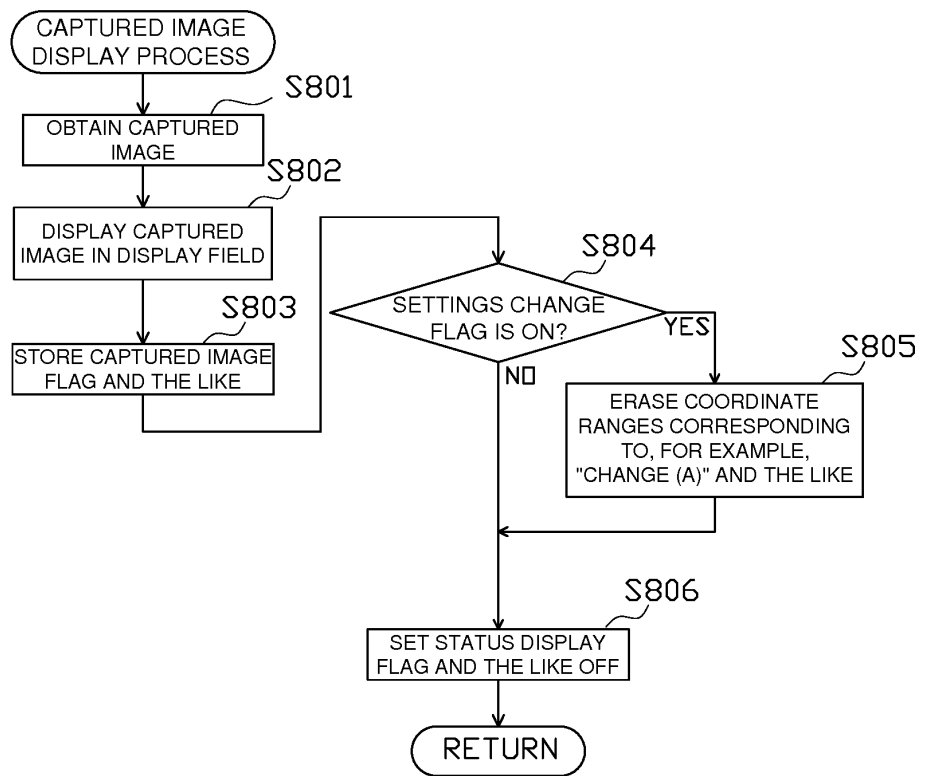 CAPTURED IMAGE
DISPLAY PROCESS
S801
OBTAIN CAPTURED
IMAGE
S802
DISPLAY CAPTURED
IMAGE IN DISPLAY FIELD
S803
STORE CAPTURED IMAGE
FLAG AND THE LIKE
S804
SETTINGS CHANGE
FLAG IS ON?
YES
NO
S805
ERASE COORDINATE
RANGES CORRESPONDING
TO, FOR EXAMPLE,
"CHANGE (A)" AND THE LIKE
S806
SET STATUS DISPLAY
FLAG AND THE LIKE OFF
RETURN